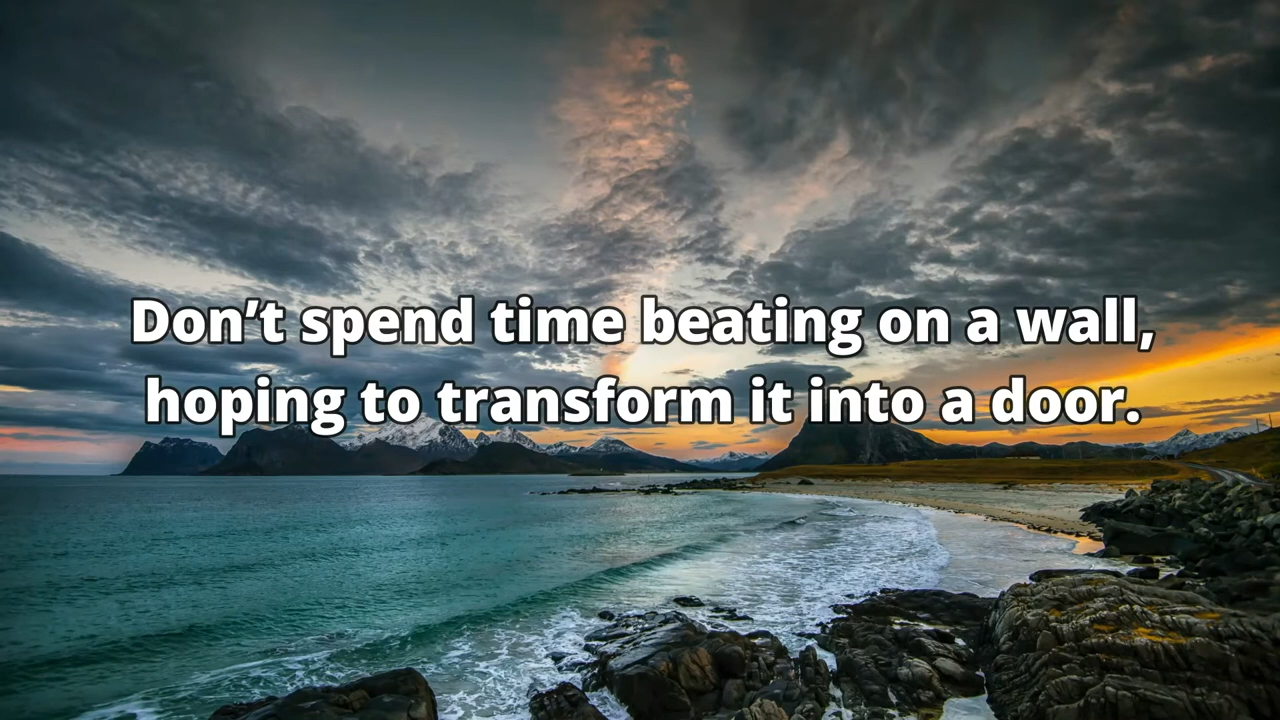 Don’t spend time beating on a wall,
hoping to transform it into a door.